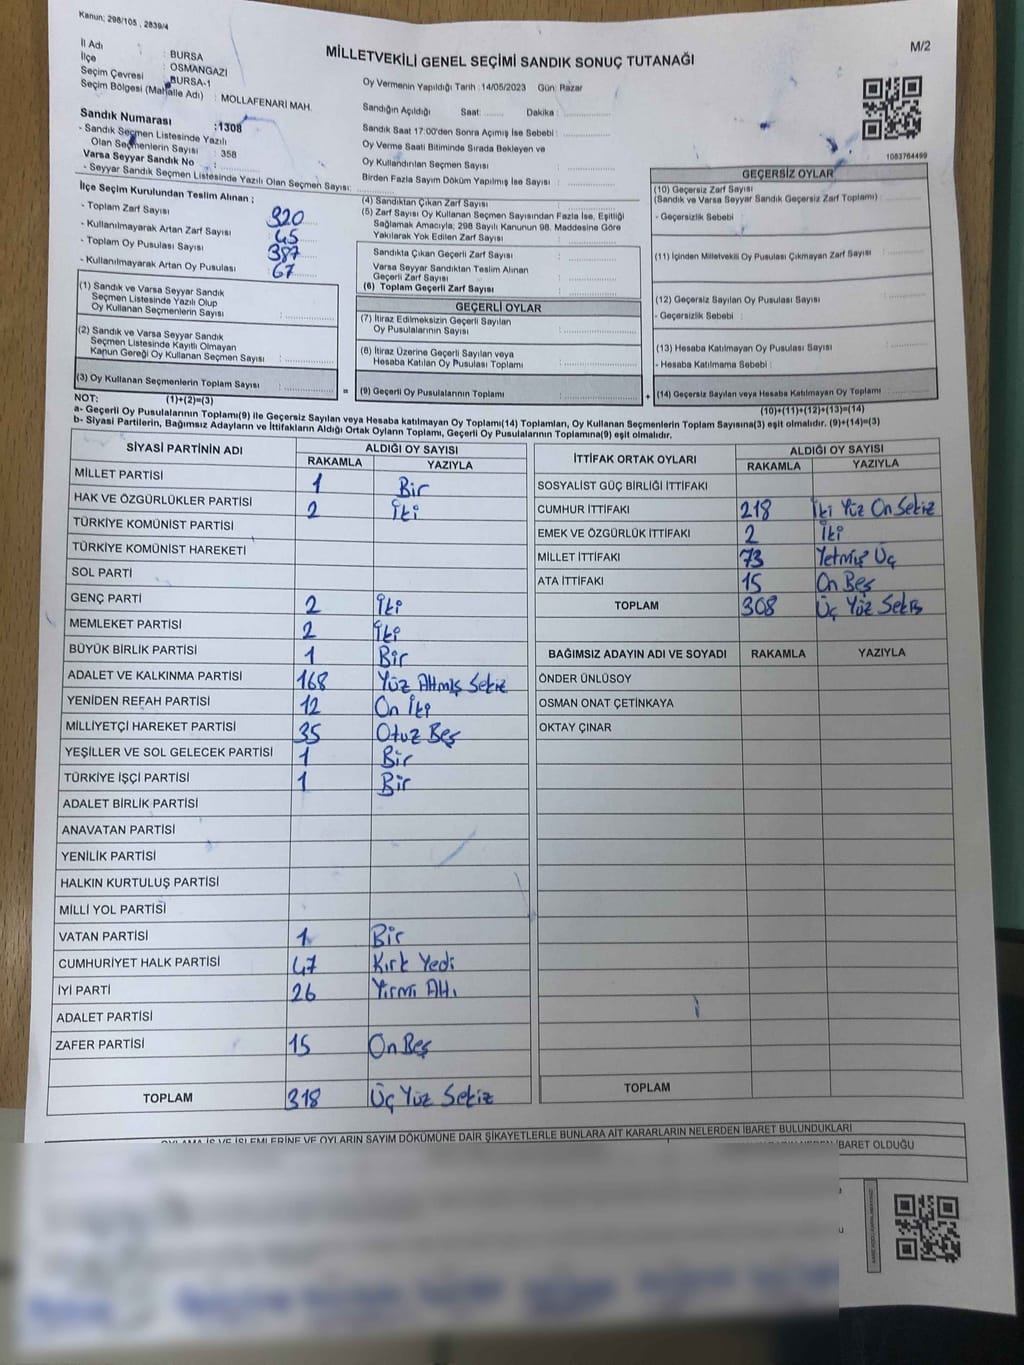 Kanun: 298/105 , 2839/4
M/2
MİLLETVEKİLİ GENEL SEÇİMİ SANDIK SONUÇ TUTANAĞI
İl Adı : BURSA
İlçe : OSMANGAZİ
Seçim Çevresi : BURSA-1
Seçim Bölgesi (Mahalle Adı) : MOLLAFENARİ MAH.
Sandık Numarası :1308
- Sandık Seçmen Listesinde Yazılı
Olan Seçmenlerin Sayısı : 358
Varsa Seyyar Sandık No :
- Seyyar Sandık Seçmen Listesinde Yazılı Olan Seçmen Sayısı:
Oy Vermenin Yapıldığı Tarih :14/05/2023 Gün: Pazar
Sandığın Açıldığı Saat: Dakika :
Sandık Saat 17:00'den Sonra Açımış İse Sebebi :
Oy Verme Saati Bitiminde Sırada Bekleyen ve
Oy Kullandırılan Seçmen Sayısı :
Birden Fazla Sayım Döküm Yapılmış İse Sayısı :
1083764499
İlçe Seçim Kurulundan Teslim Alınan ;
- Toplam Zarf Sayısı : 320
- Kullanılmayarak Artan Zarf Sayısı : 45
- Toplam Oy Pusulası Sayısı : 387
- Kullanılmayarak Artan Oy Pusulası : 67
(1) Sandık ve Varsa Seyyar Sandık
Seçmen Listesinde Yazılı Olup
Oy Kullanan Seçmenlerin Sayısı :
(2) Sandık ve Varsa Seyyar Sandık
Seçmen Listesinde Kayıtlı Olmayan
Kanun Gereği Oy Kullanan Seçmen Sayısı :
(3) Oy Kullanan Seçmenlerin Toplam Sayısı :
(4) Sandıktan Çıkan Zarf Sayısı :
(5) Zarf Sayısı Oy Kullanan Seçmen Sayısından Fazla İse, Eşitliği
Sağlamak Amacıyla; 298 Sayılı Kanunun 98. Maddesine Göre
Yakılarak Yok Edilen Zarf Sayısı :
Sandıkta Çıkan Geçerli Zarf Sayısı :
Varsa Seyyar Sandıktan Teslim Alınan
Geçerli Zarf Sayısı :
(6) Toplam Geçerli Zarf Sayısı :
GEÇERLİ OYLAR
(7) İtiraz Edilmeksizin Geçerli Sayılan
Oy Pusulalarının Sayısı :
(8) İtiraz Üzerine Geçerli Sayılan veya
Hesaba Katılan Oy Pusulası Toplamı :
= (9) Geçerli Oy Pusulalarının Toplamı :
GEÇERSİZ OYLAR
(10) Geçersiz Zarf Sayısı
(Sandık ve Varsa Seyyar Sandık Geçersiz Zarf Toplamı) :
- Geçersizlik Sebebi :
(11) İçinden Milletvekili Oy Pusulası Çıkmayan Zarf Sayısı :
(12) Geçersiz Sayılan Oy Pusulası Sayısı :
- Geçersizlik Sebebi :
(13) Hesaba Katılmayan Oy Pusulası Sayısı :
- Hesaba Katılmama Sebebi :
+ (14) Geçersiz Sayılan veya Hesaba Katılmayan Oy Toplamı :
NOT: (1)+(2)=(3) (10)+(11)+(12)+(13)=(14)
a- Geçerli Oy Pusulalarının Toplamı(9) ile Geçersiz Sayılan veya Hesaba katılmayan Oy Toplamı(14) Toplamları, Oy Kullanan Seçmenlerin Toplam Sayısına(3) eşit olmalıdır. (9)+(14)=(3)
b- Siyasi Partilerin, Bağımsız Adayların ve İttifakların Aldığı Ortak Oyların Toplamı, Geçerli Oy Pusulalarının Toplamına(9) eşit olmalıdır.
SİYASİ PARTİNİN ADI ALDIĞI OY SAYISI
RAKAMLA YAZIYLA
MİLLET PARTİSİ 1 Bir
HAK VE ÖZGÜRLÜKLER PARTİSİ 2 İki
TÜRKİYE KOMÜNİST PARTİSİ
TÜRKİYE KOMÜNİST HAREKETİ
SOL PARTİ
GENÇ PARTİ 2 İki
MEMLEKET PARTİSİ 2 İki
BÜYÜK BİRLİK PARTİSİ 1 Bir
ADALET VE KALKINMA PARTİSİ 168 Yüz Altmış Sekiz
YENİDEN REFAH PARTİSİ 12 On İki
MİLLİYETÇİ HAREKET PARTİSİ 35 Otuz Beş
YEŞİLLER VE SOL GELECEK PARTİSİ 1 Bir
TÜRKİYE İŞÇİ PARTİSİ 1 Bir
ADALET BİRLİK PARTİSİ
ANAVATAN PARTİSİ
YENİLİK PARTİSİ
HALKIN KURTULUŞ PARTİSİ
MİLLİ YOL PARTİSİ
VATAN PARTİSİ 1 Bir
CUMHURİYET HALK PARTİSİ 47 Kırk Yedi
İYİ PARTİ 26 Yirmi Altı
ADALET PARTİSİ
ZAFER PARTİSİ 15 On Beş
TOPLAM 318 Üç Yüz Sekiz
İTTİFAK ORTAK OYLARI ALDIĞI OY SAYISI
RAKAMLA YAZIYLA
SOSYALİST GÜÇ BİRLİĞİ İTTİFAKI
CUMHUR İTTİFAKI 218 İki Yüz On Sekiz
EMEK VE ÖZGÜRLÜK İTTİFAKI 2 İki
MİLLET İTTİFAKI 73 Yetmiş Üç
ATA İTTİFAKI 15 On Beş
TOPLAM 308 Üç Yüz Sekiz
BAĞIMSIZ ADAYIN ADI VE SOYADI RAKAMLA YAZIYLA
ÖNDER ÜNLÜSOY
OSMAN ONAT ÇETİNKAYA
OKTAY ÇINAR
TOPLAM
OYLAMA İŞ VE İŞLEMLERİNE VE OYLARIN SAYIM DÖKÜMÜNE DAİR ŞİKAYETLERLE BUNLARA AİT KARARLARIN NELERDEN İBARET BULUNDUKLARI
İBARET OLDUĞU